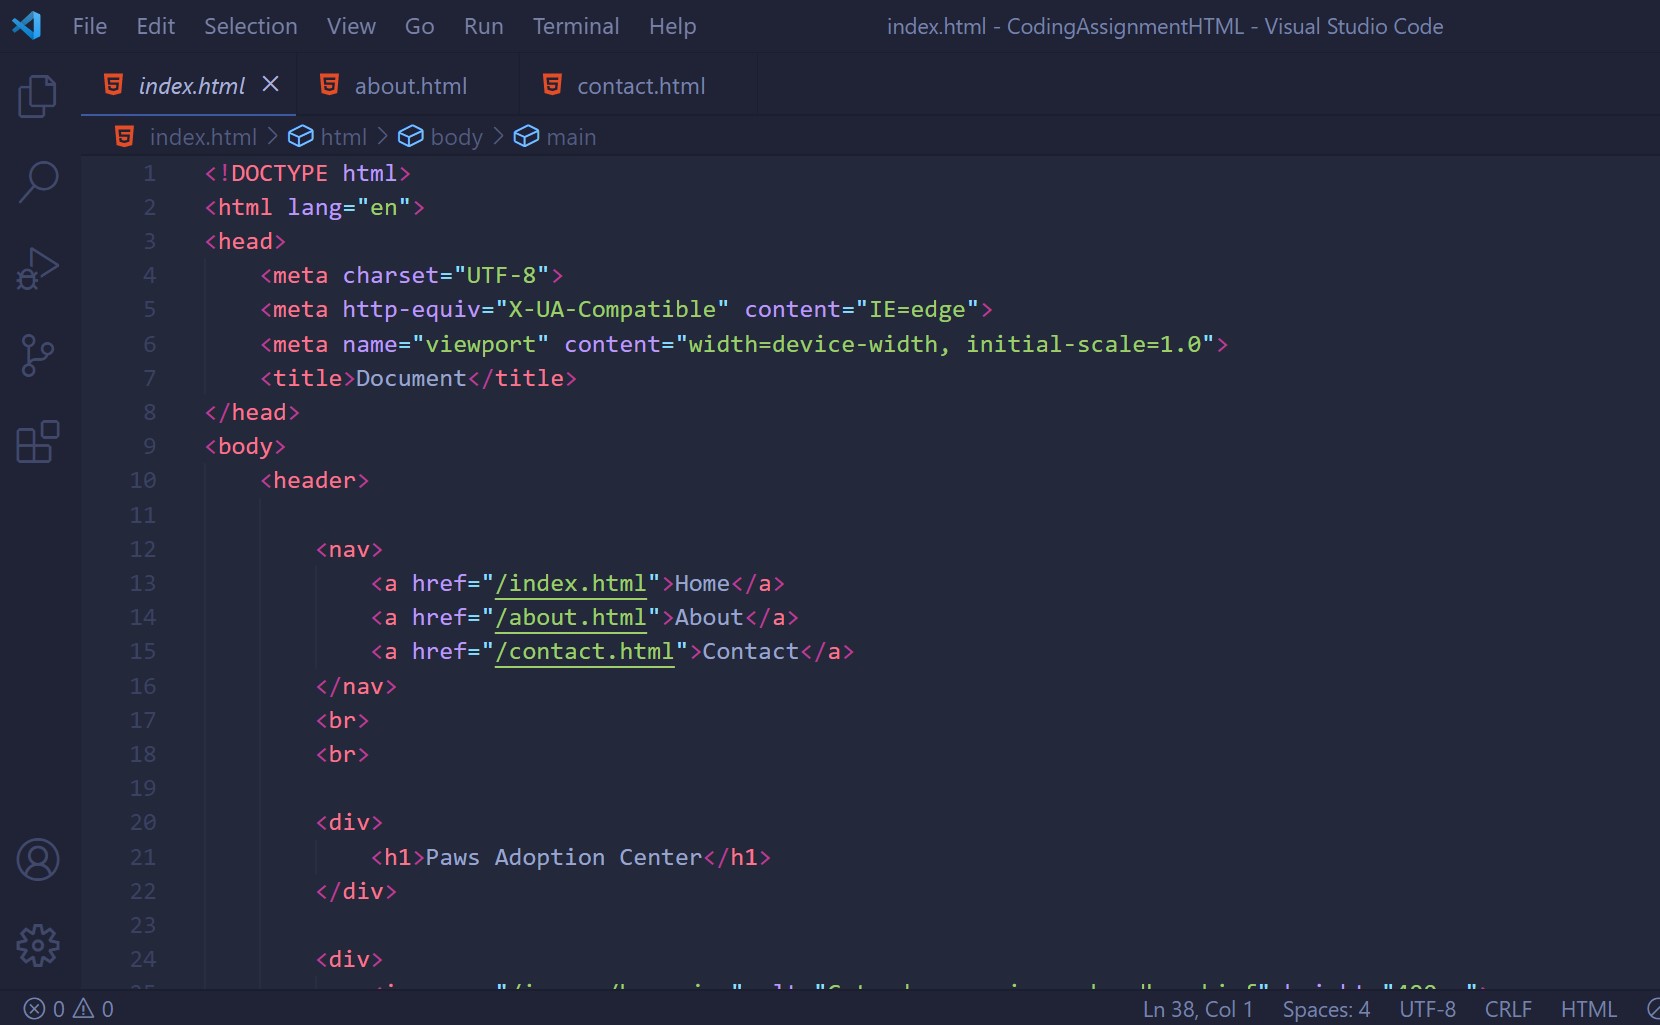 File Edit Selection View Go Run Terminal Help index.html - CodingAssignmentHTML - Visual Studio Code
index.html about.html contact.html
index.html > html > body > main
1 <!DOCTYPE html>
2 <html lang="en">
3 <head>
4 <meta charset="UTF-8">
5 <meta http-equiv="X-UA-Compatible" content="IE=edge">
6 <meta name="viewport" content="width=device-width, initial-scale=1.0">
7 <title>Document</title>
8 </head>
9 <body>
10 <header>
11
12 <nav>
13 <a href="/index.html">Home</a>
14 <a href="/about.html">About</a>
15 <a href="/contact.html">Contact</a>
16 </nav>
17 <br>
18 <br>
19
20 <div>
21 <h1>Paws Adoption Center</h1>
22 </div>
23
24 <div>
0 0 Ln 38, Col 1 Spaces: 4 UTF-8 CRLF HTML